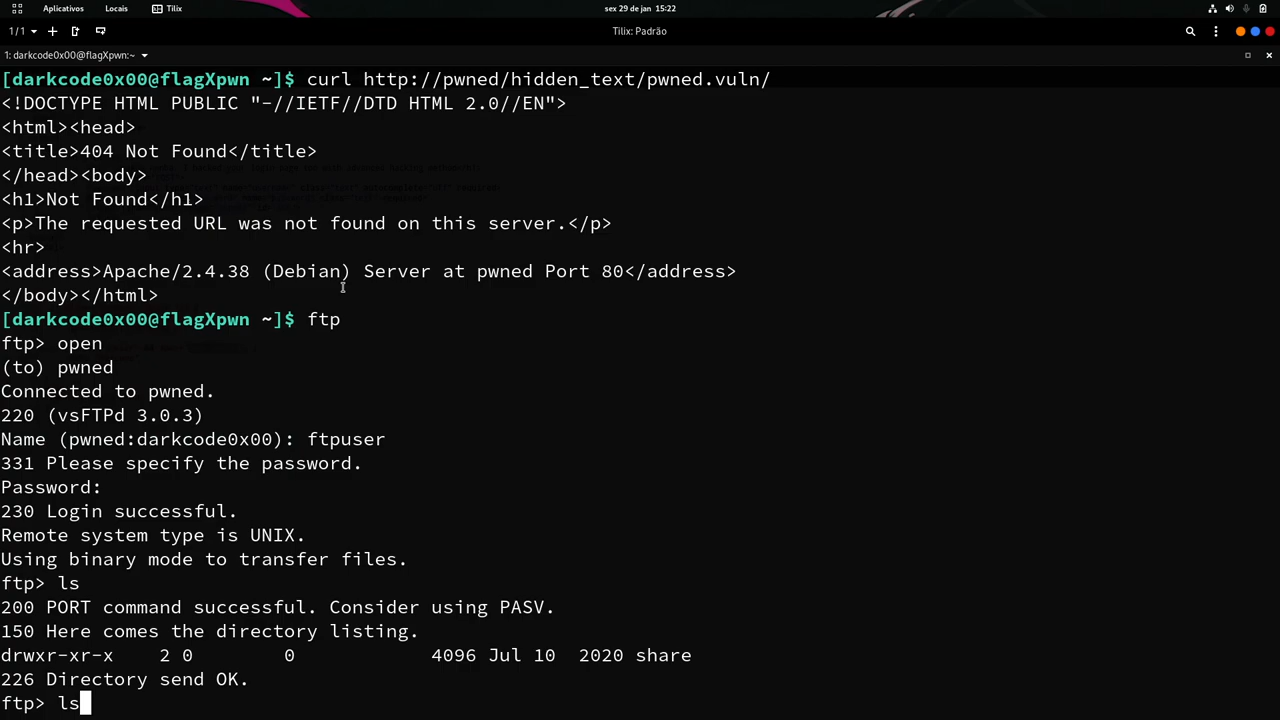 Aplicativos Locais Tilix sex 29 de jan 15:22
1/1 Tilix: Padrão
1: darkcode0x00@flagXpwn:~
[darkcode0x00@flagXpwn ~]$ curl http://pwned/hidden_text/pwned.vuln/
<!DOCTYPE HTML PUBLIC "-//IETF//DTD HTML 2.0//EN">
<html><head>
<title>404 Not Found</title>
</head><body>
<h1>Not Found</h1>
<p>The requested URL was not found on this server.</p>
<hr>
<address>Apache/2.4.38 (Debian) Server at pwned Port 80</address>
</body></html>
[darkcode0x00@flagXpwn ~]$ ftp
ftp> open
(to) pwned
Connected to pwned.
220 (vsFTPd 3.0.3)
Name (pwned:darkcode0x00): ftpuser
331 Please specify the password.
Password:
230 Login successful.
Remote system type is UNIX.
Using binary mode to transfer files.
ftp> ls
200 PORT command successful. Consider using PASV.
150 Here comes the directory listing.
drwxr-xr-x    2 0        0            4096 Jul 10  2020 share
226 Directory send OK.
ftp> ls